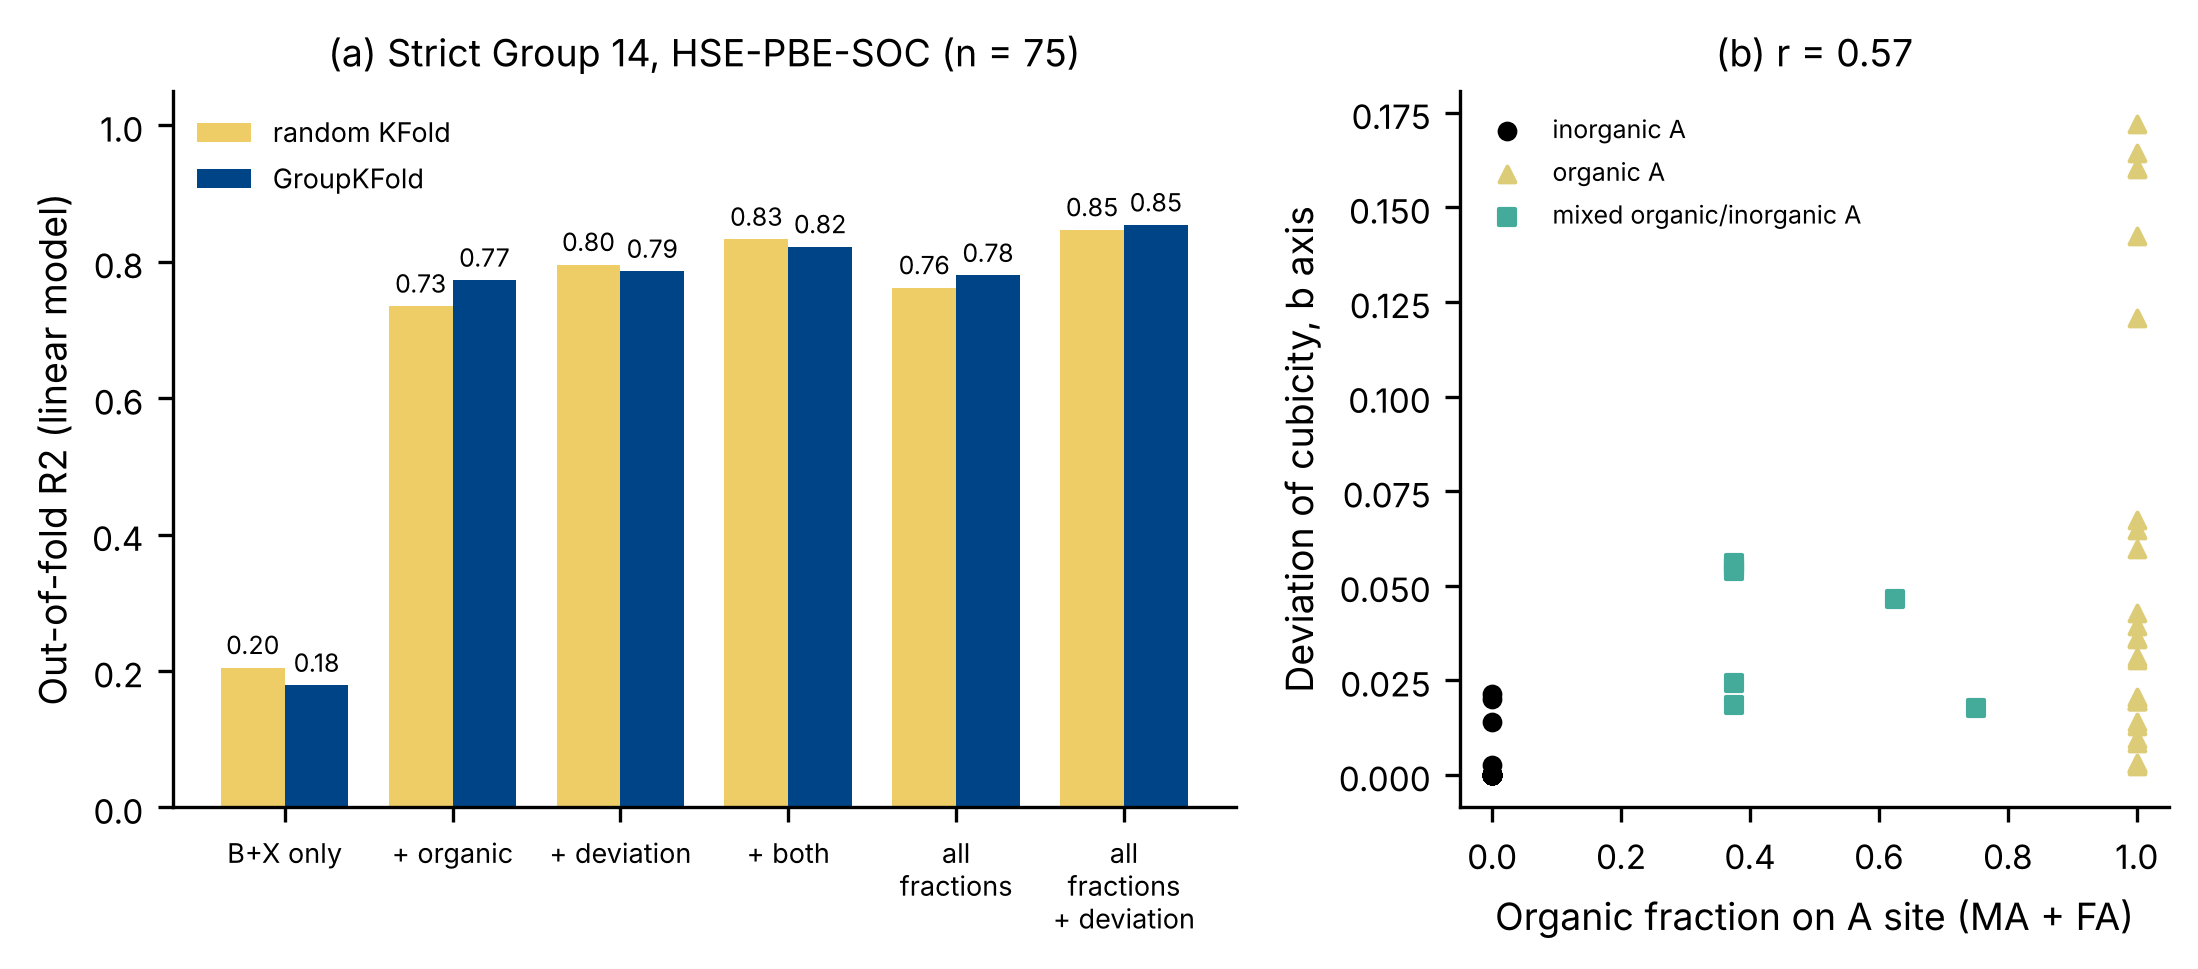 (a) Strict Group 14, HSE-PBE-SOC (n = 75)
random KFold
GroupKFold
Out-of-fold R2 (linear model)
1.0
0.8
0.6
0.4
0.2
0.0
0.20
0.18
0.73
0.77
0.80
0.79
0.83
0.82
0.76
0.78
0.85
0.85
B+X only
+ organic
+ deviation
+ both
all
fractions
all
fractions
+ deviation
(b) r = 0.57
inorganic A
organic A
mixed organic/inorganic A
Deviation of cubicity, b axis
0.175
0.150
0.125
0.100
0.075
0.050
0.025
0.000
0.0
0.2
0.4
0.6
0.8
1.0
Organic fraction on A site (MA + FA)